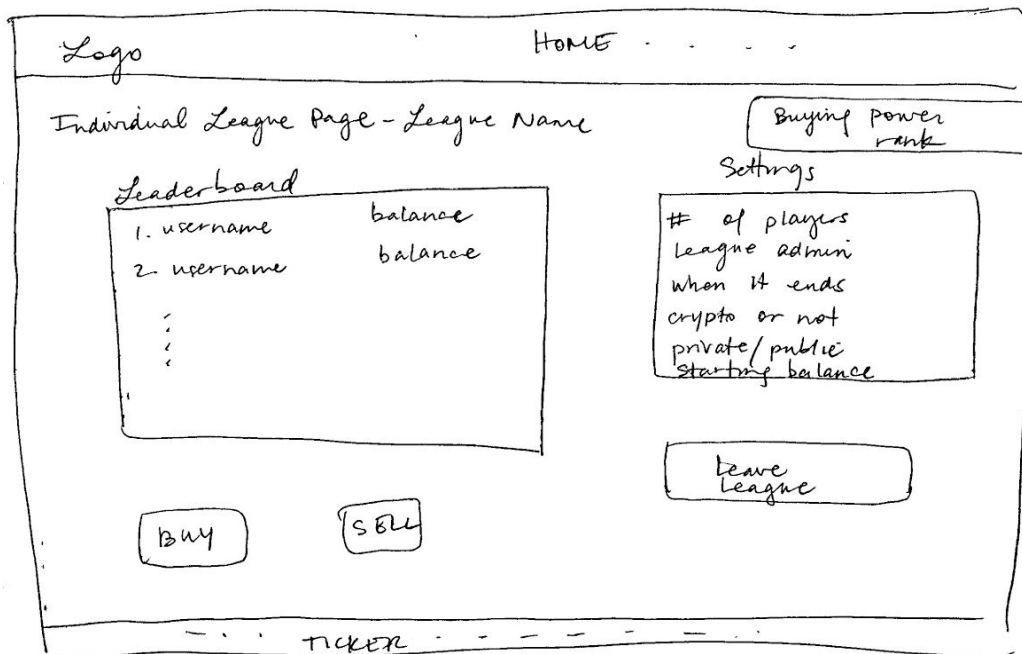 Logo
HOME . . . .
Individual League Page - League Name
Buying power
rank
Leaderboard
1. username balance
2. username balance
Settings
# of players
League admin
when it ends
crypto or not
private/public
starting balance
Leave
League
BUY
SELL
TICKER